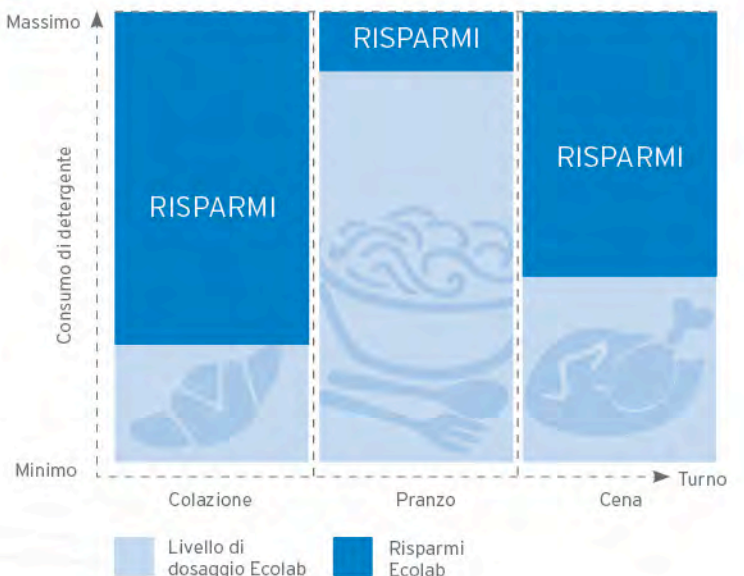 Massimo
RISPARMI
RISPARMI
RISPARMI
Consumo di detergente
Minimo
Turno
Colazione
Pranzo
Cena
Livello di
dosaggio Ecolab
Risparmi
Ecolab